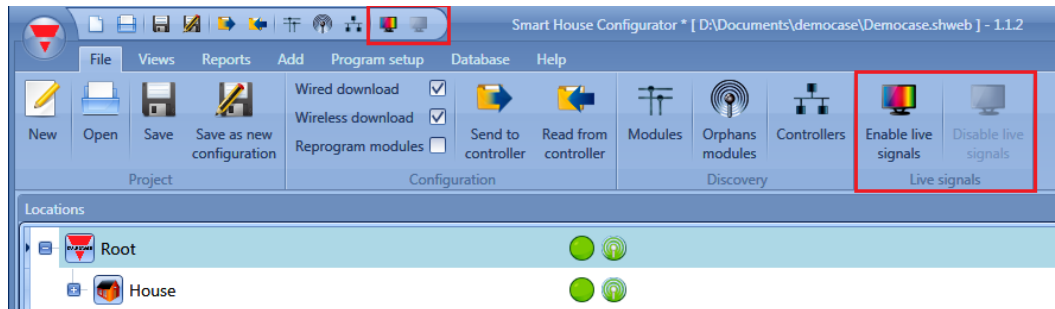 Smart House Configurator * [ D:\Documents\democase\Democase.shweb ] - 1.1.2
File Views Reports Add Program setup Database Help
New
Open
Save
Save as new
configuration
Project
Wired download
Wireless download
Reprogram modules
Send to
controller
Read from
controller
Configuration
Modules
Orphans
modules
Controllers
Discovery
Enable live
signals
Disable live
signals
Live signals
Locations
Root
House